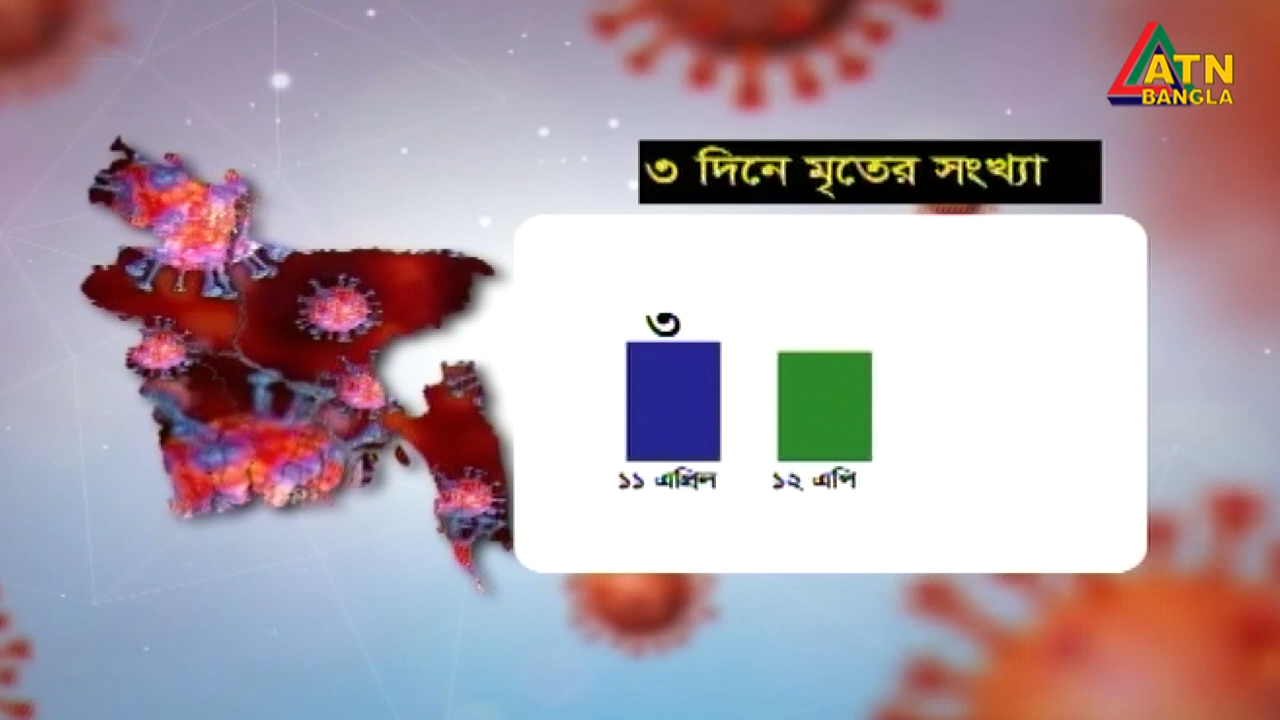 ATN
BANGLA
৩ দিনে মৃতের সংখ্যা
৩
১১ এপ্রিল
১২ এপি